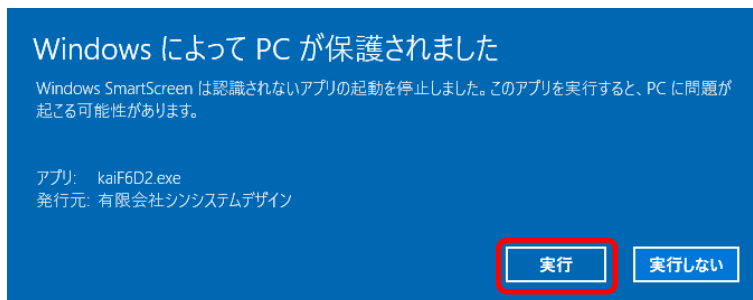 Windows によって PC が保護されました
Windows SmartScreen は認識されないアプリの起動を停止しました。このアプリを実行すると、PC に問題が
起こる可能性があります。
アプリ: kaiF6D2.exe
発行元: 有限会社シンシステムデザイン
実行 実行しない